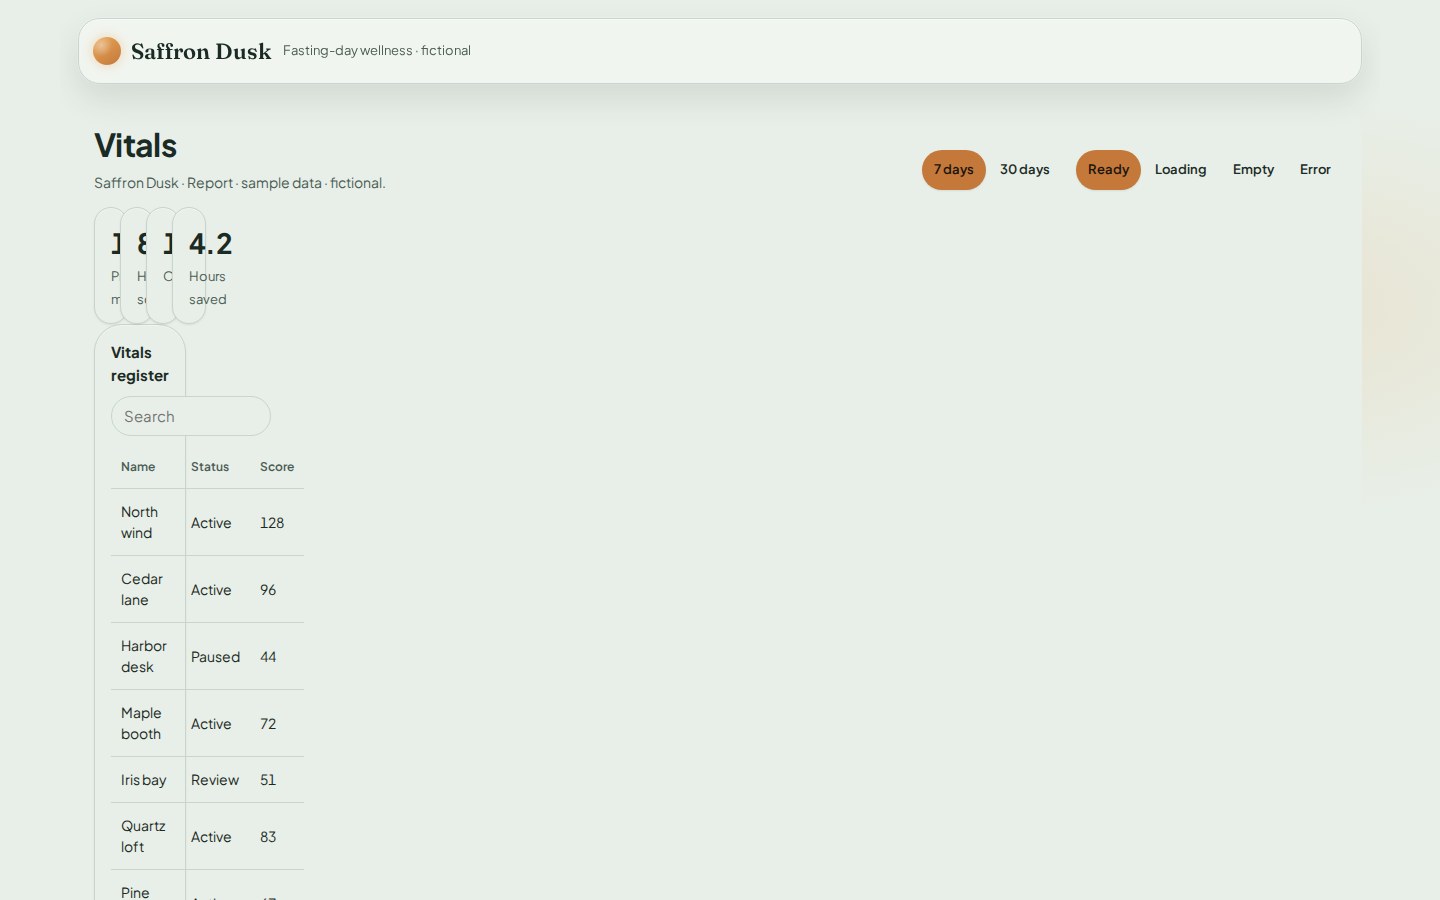 Saffron Dusk Fasting-day wellness · fictional
Vitals
Saffron Dusk · Report · sample data · fictional.
7 days 30 days Ready Loading Empty Error
4.2
Hours
saved
Vitals
register
Search
Name Status Score
North
wind
Active 128
Cedar
lane
Active 96
Harbor
desk
Paused 44
Maple
booth
Active 72
Iris bay Review 51
Quartz
loft
Active 83
Pine